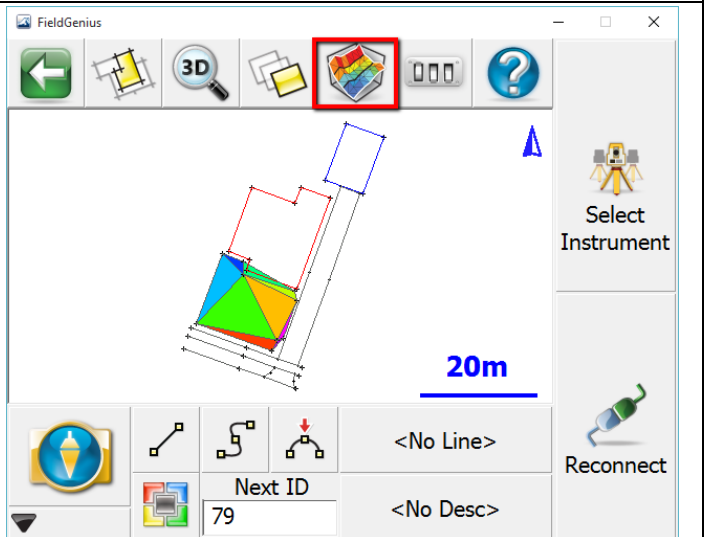 FieldGenius
3D
Select
Instrument
20m
<No Line>
Reconnect
Next ID
79
<No Desc>